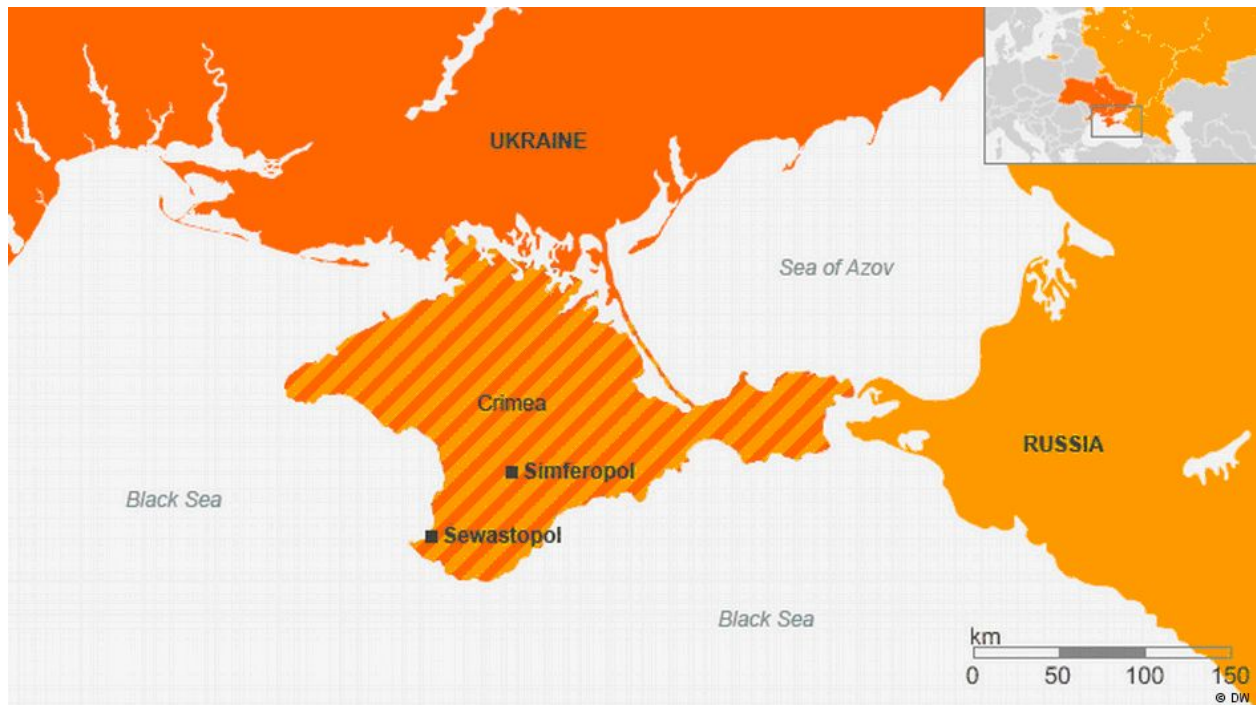 UKRAINE
Sea of Azov
Crimea
RUSSIA
Simferopol
Black Sea
Sewastopol
Black Sea
km
0 50 100 150
© DW